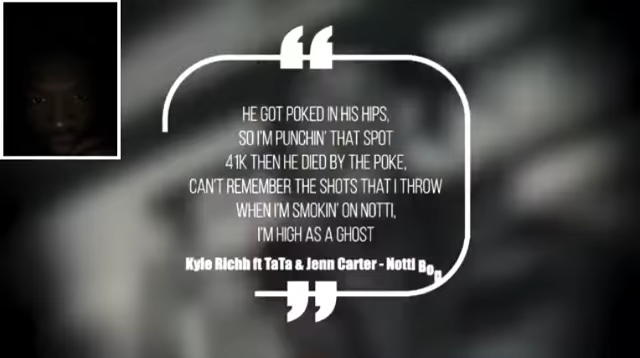 HE GOT POKED IN HIS HIPS,
SO I'M PUNCHIN' THAT SPOT
41K THEN HE DIED BY THE POKE,
CAN'T REMEMBER THE SHOTS THAT I THROW
WHEN I'M SMOKIN' ON NOTTI,
I'M HIGH AS A GHOST
Kyle Richh ft TaTa & Jenn Carter - Notti